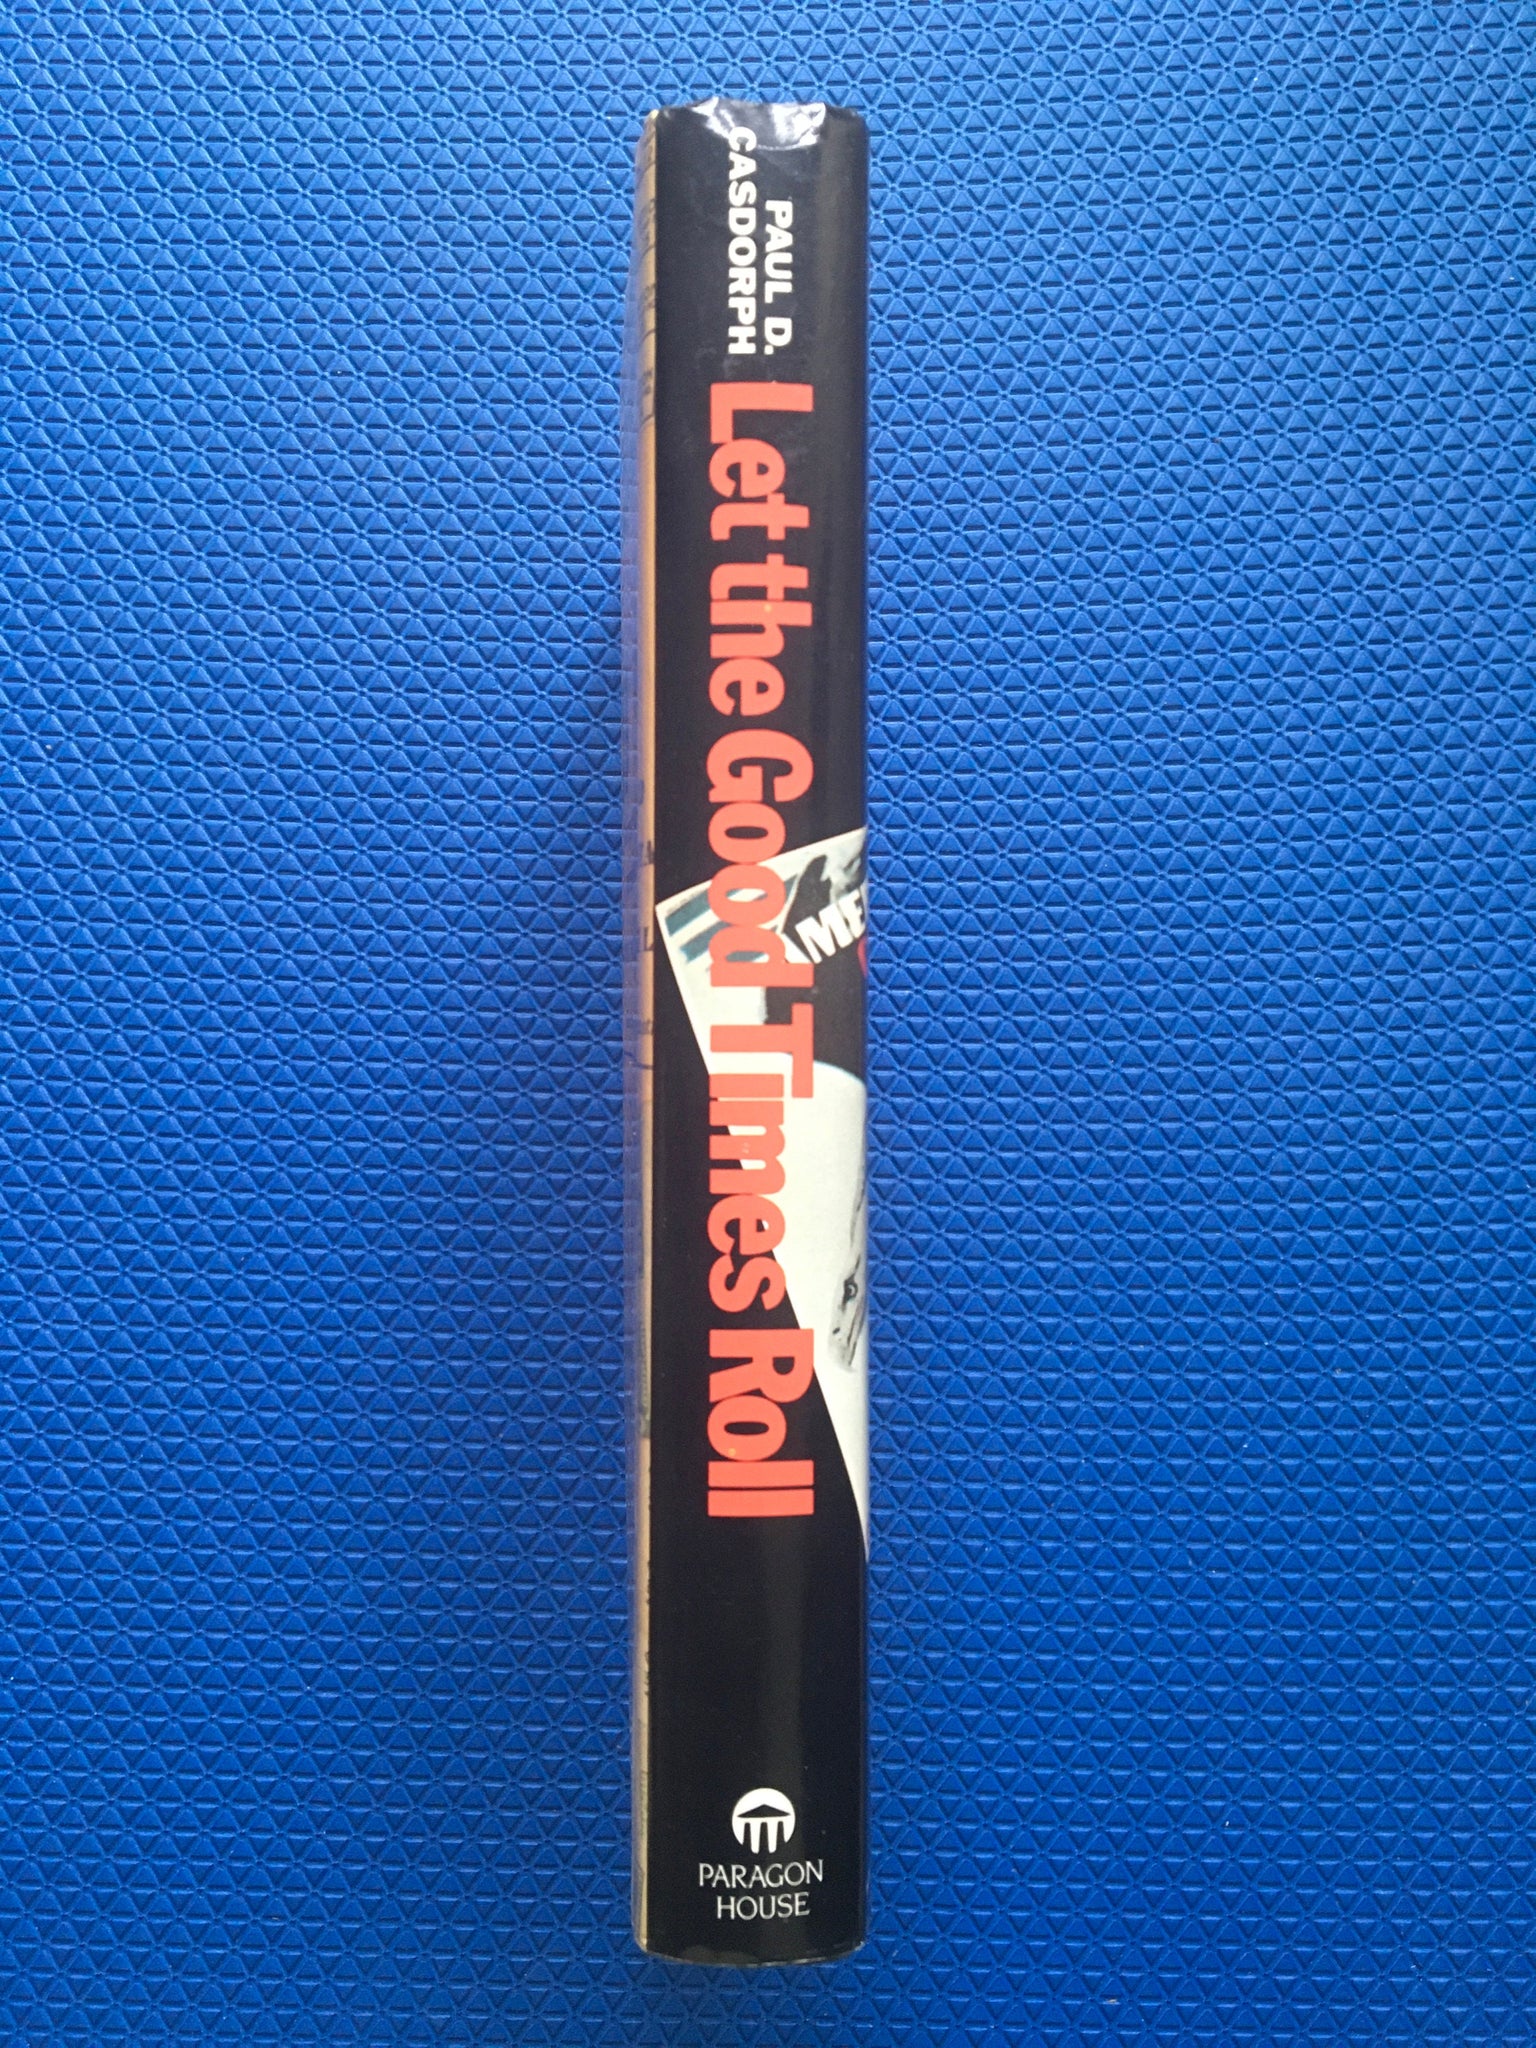 PAUL D.
CASDORPH
Let the Good Times Roll
PARAGON
HOUSE